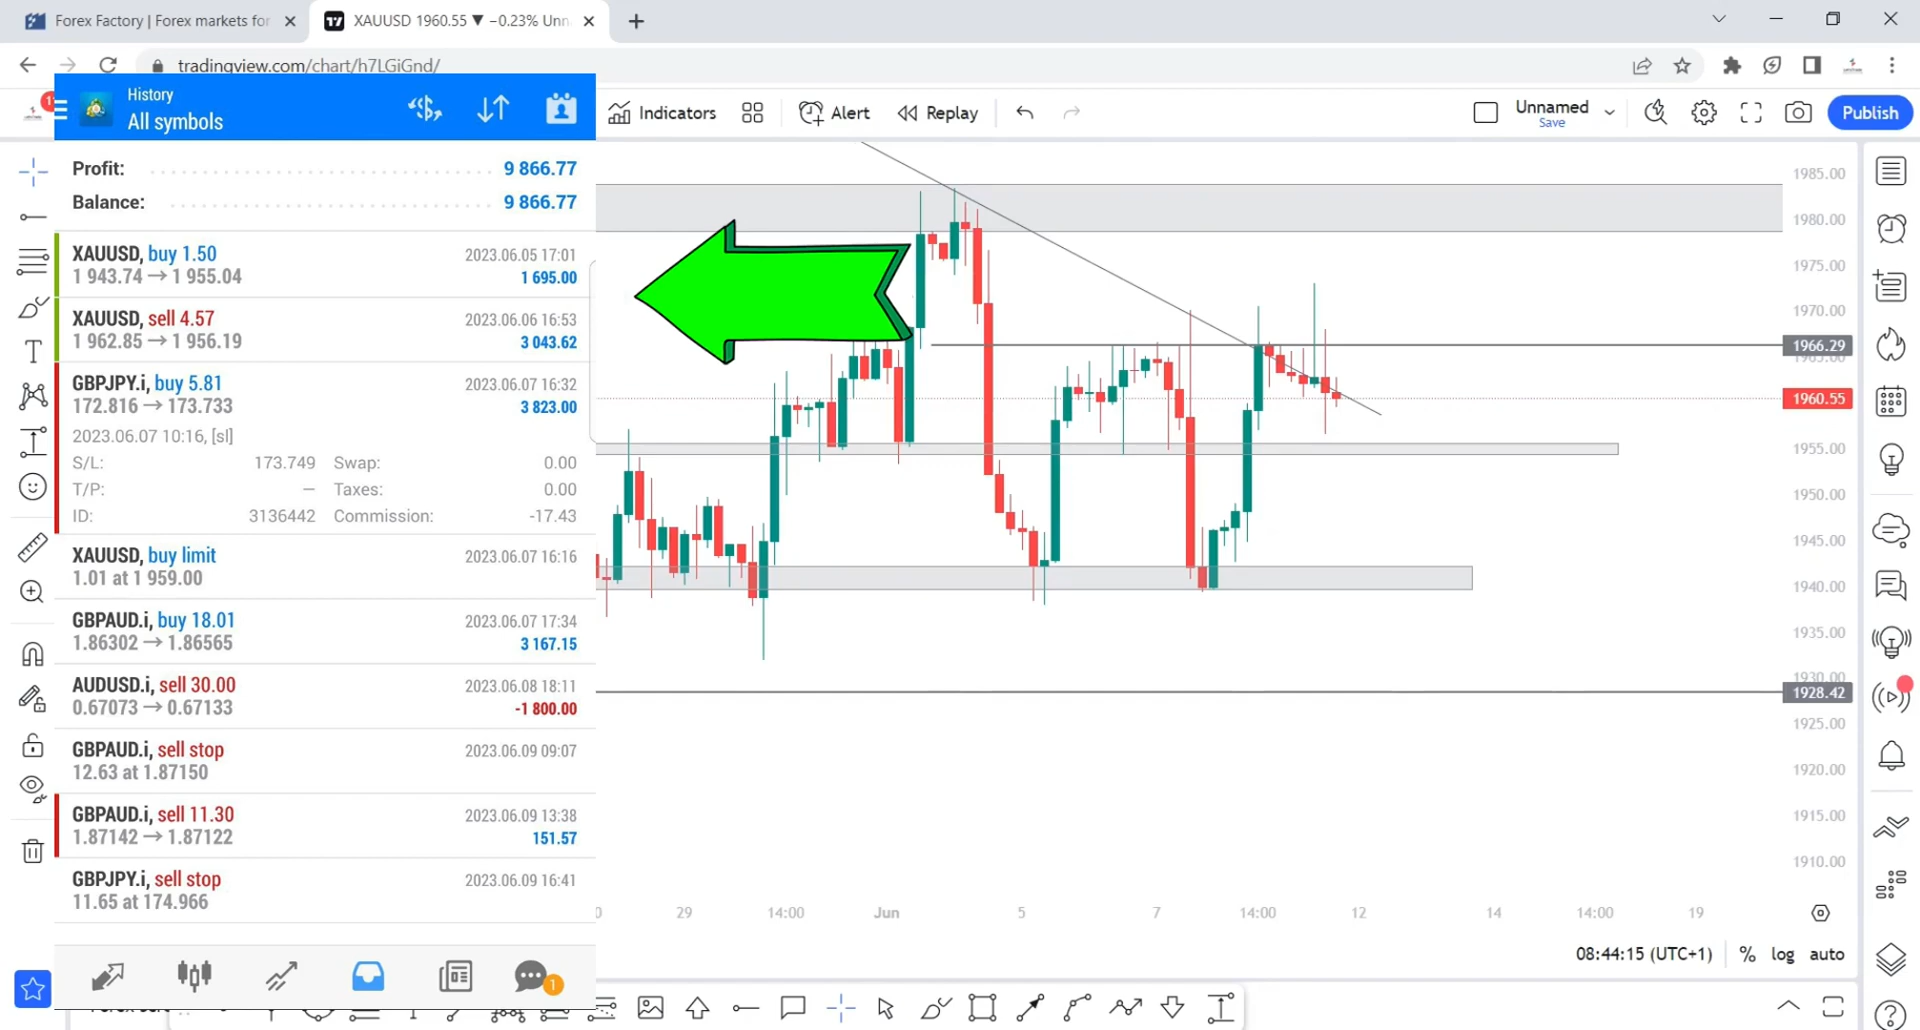 Forex Factory | Forex markets for
XAUUSD 1960.55 ▼ −0.23% Unn
tradingview.com/chart/h7LGiGnd/
History
All symbols
Indicators
Alert
Replay
Unnamed
Save
Publish
Profit: 9 866.77
Balance: 9 866.77
XAUUSD, buy 1.50 2023.06.05 17:01
1 943.74 → 1 955.04 1 695.00
XAUUSD, sell 4.57 2023.06.06 16:53
1 962.85 → 1 956.19 3 043.62
GBPJPY.i, buy 5.81 2023.06.07 16:32
172.816 → 173.733 3 823.00
2023.06.07 10:16, [sl]
S/L: 173.749 Swap: 0.00
T/P: – Taxes: 0.00
ID: 3136442 Commission: -17.43
XAUUSD, buy limit 2023.06.07 16:16
1.01 at 1 959.00
GBPAUD.i, buy 18.01 2023.06.07 17:34
1.86302 → 1.86565 3 167.15
AUDUSD.i, sell 30.00 2023.06.08 18:11
0.67073 → 0.67133 -1 800.00
GBPAUD.i, sell stop 2023.06.09 09:07
12.63 at 1.87150
GBPAUD.i, sell 11.30 2023.06.09 13:38
1.87142 → 1.87122 151.57
GBPJPY.i, sell stop 2023.06.09 16:41
11.65 at 174.966
1
1985.00
1980.00
1975.00
1970.00
1966.29
1965.00
1960.55
1955.00
1950.00
1945.00
1940.00
1935.00
1930.00
1928.42
1925.00
1920.00
1915.00
1910.00
0 29 14:00 Jun 5 7 14:00 12 14 14:00 19
08:44:15 (UTC+1) % log auto